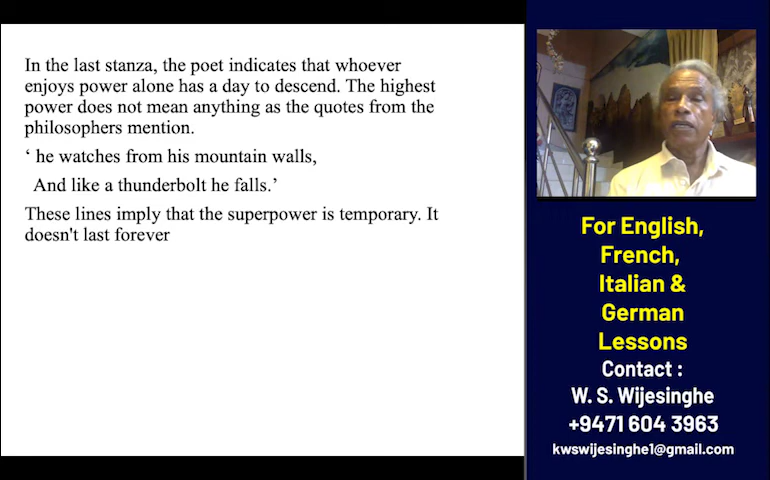 In the last stanza, the poet indicates that whoever
enjoys power alone has a day to descend. The highest
power does not mean anything as the quotes from the
philosophers mention.
‘ he watches from his mountain walls,
And like a thunderbolt he falls.’
These lines imply that the superpower is temporary. It
doesn't last forever
For English,
French,
Italian &
German
Lessons
Contact :
W. S. Wijesinghe
+9471 604 3963
kwswijesinghe1@gmail.com